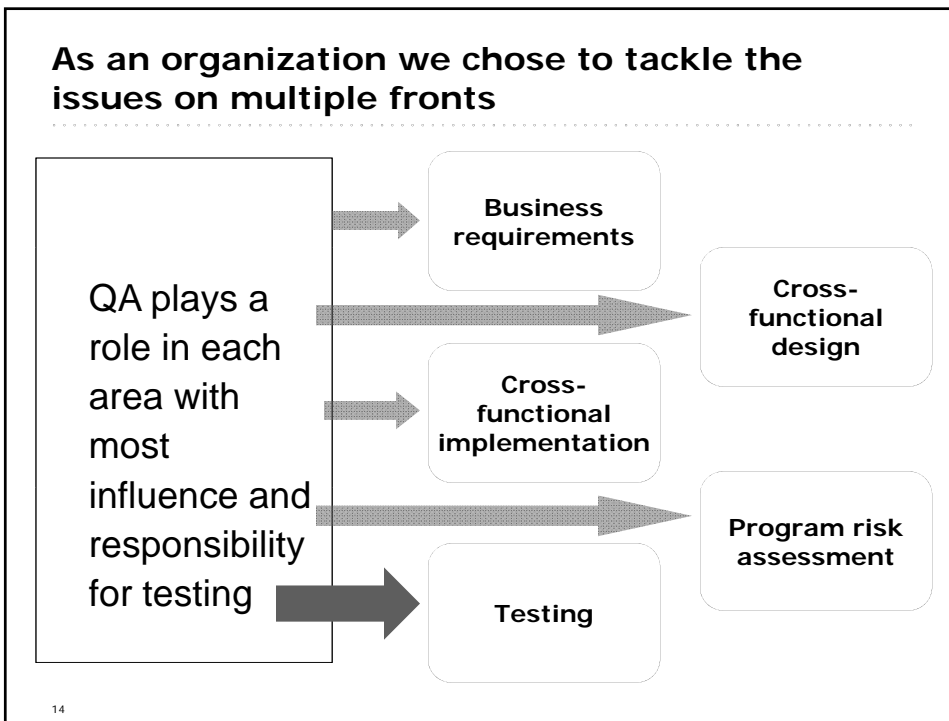 As an organization we chose to tackle the
issues on multiple fronts
QA plays a
role in each
area with
most
influence and
responsibility
for testing
Business
requirements
Cross-
functional
design
Cross-
functional
implementation
Program risk
assessment
Testing
14